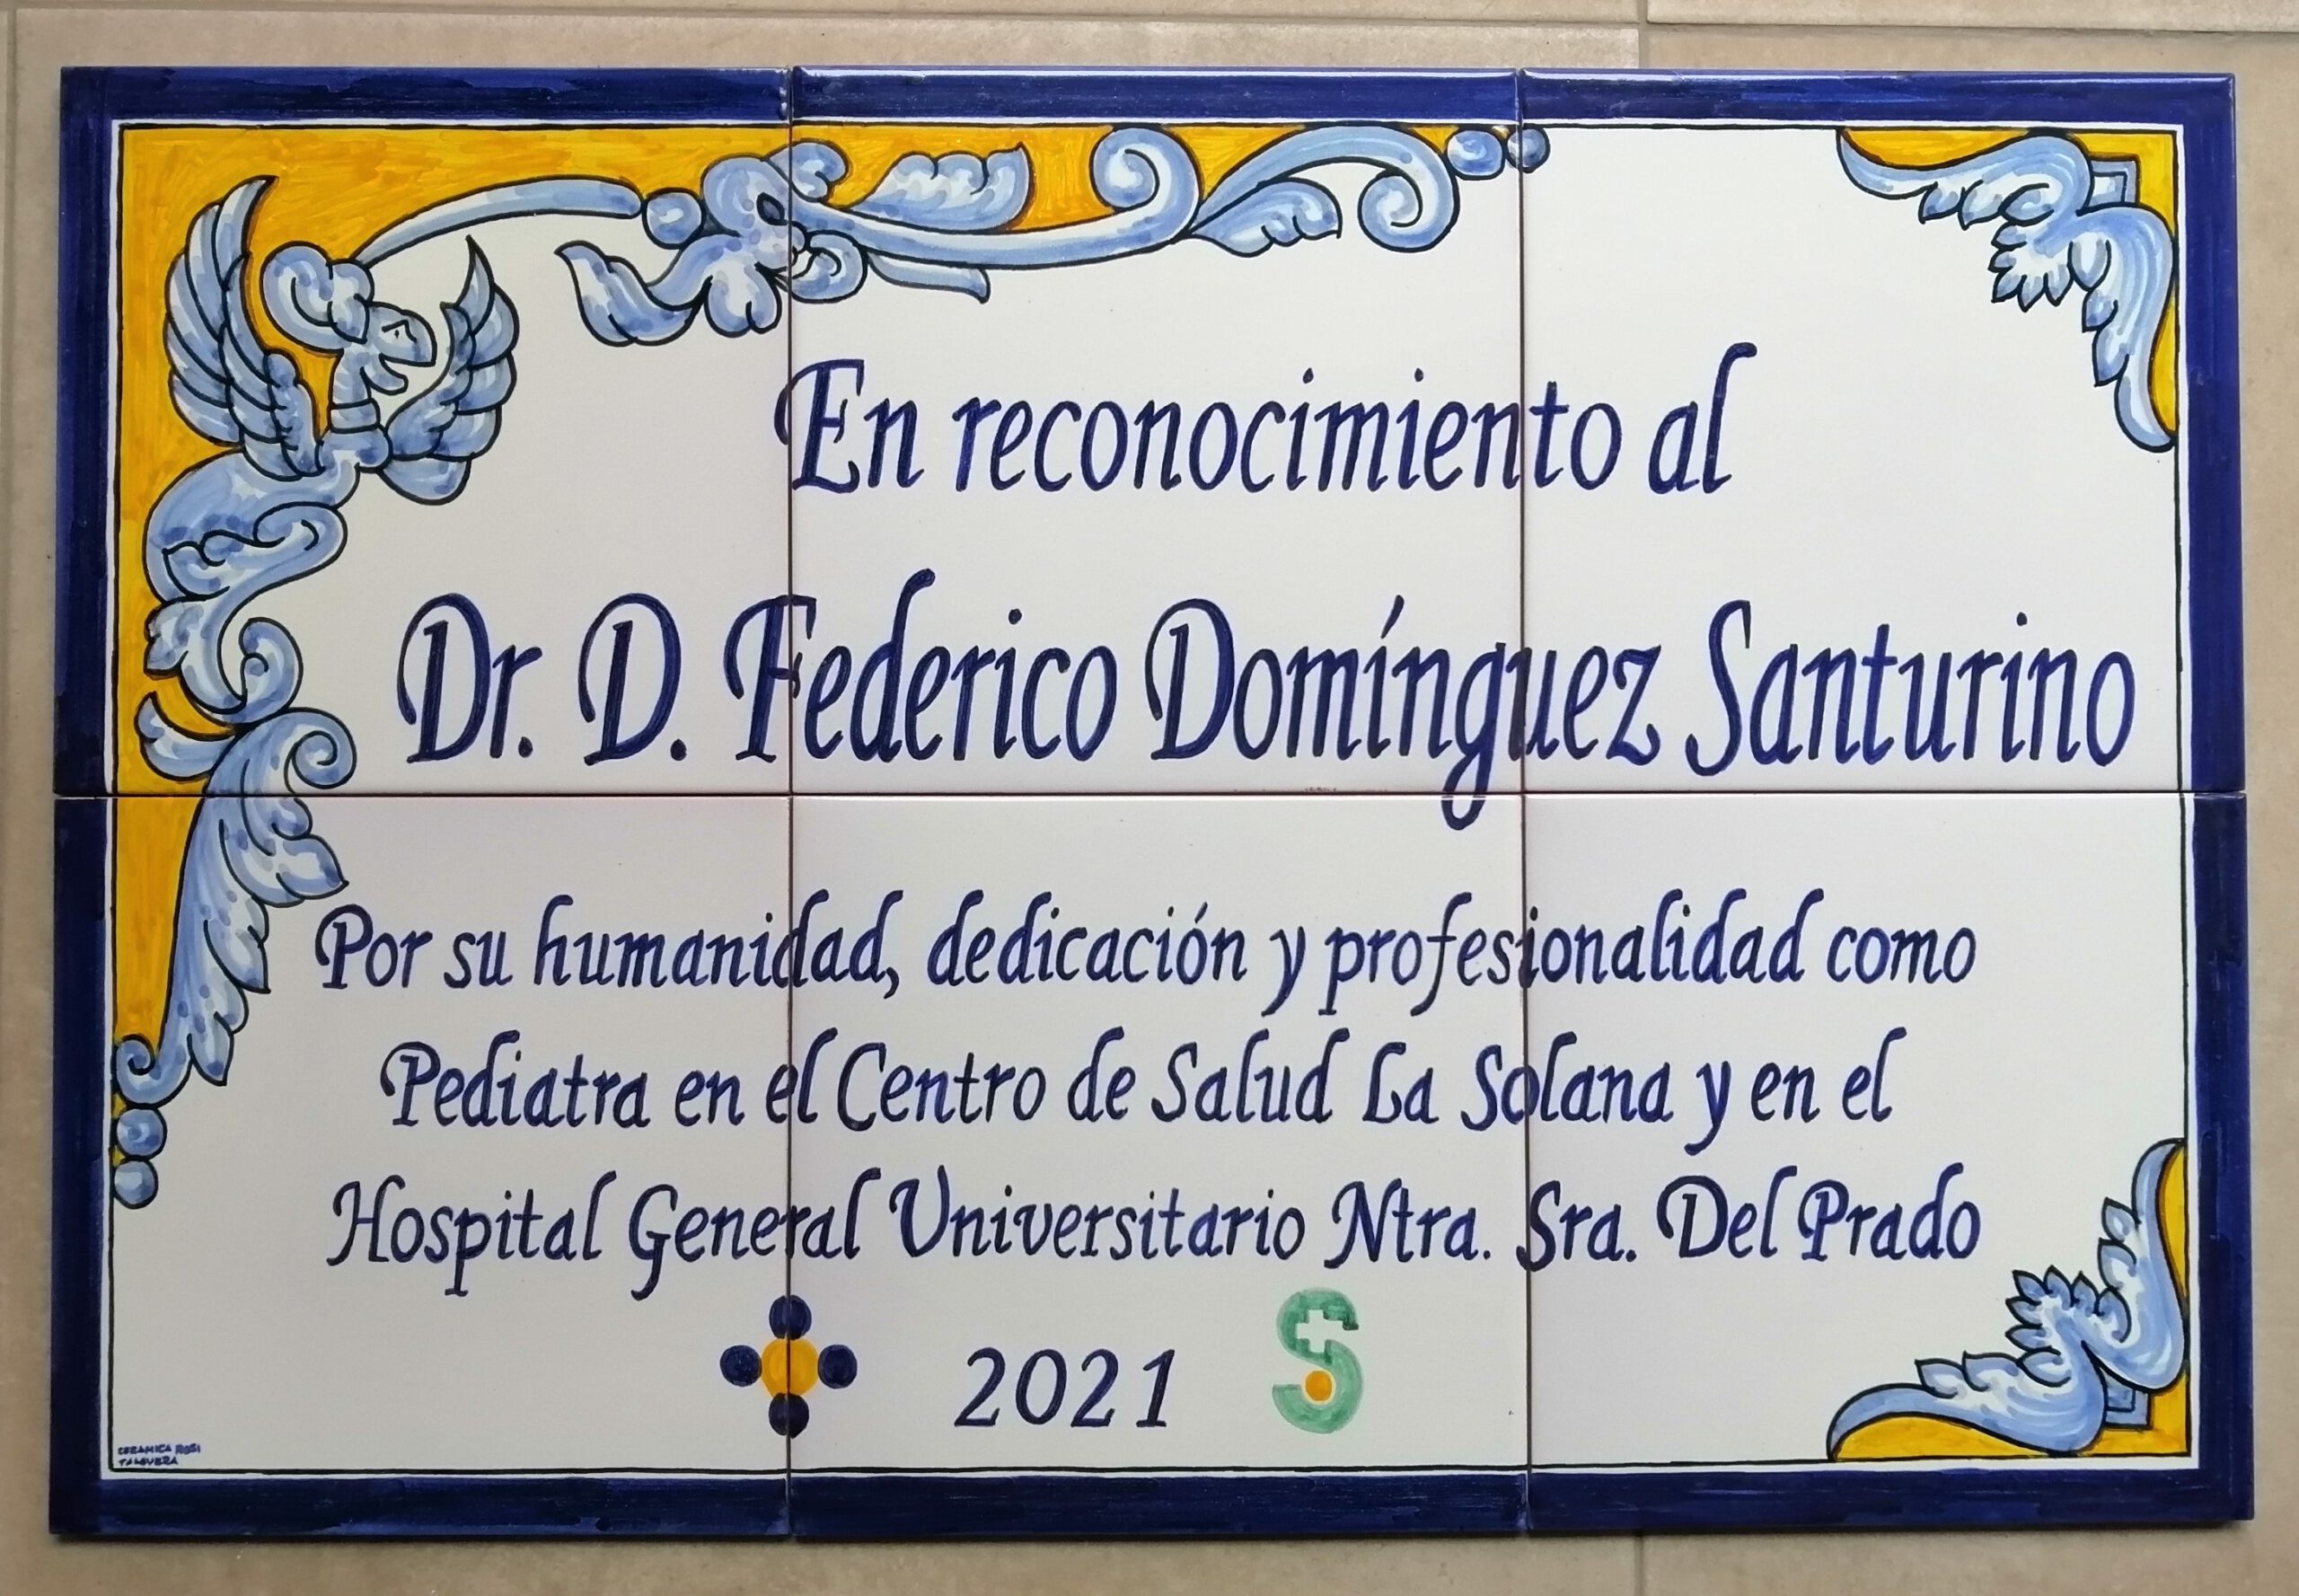 En reconocimiento al
Dr. D. Federico Domínguez Santurino
Por su humanidad, dedicación y profesionalidad como
Pediatra en el Centro de Salud La Solana y en el
Hospital General Universitario Ntra. Sra. Del Prado
2021 S
CERAMICA ROSI
TALAVERA